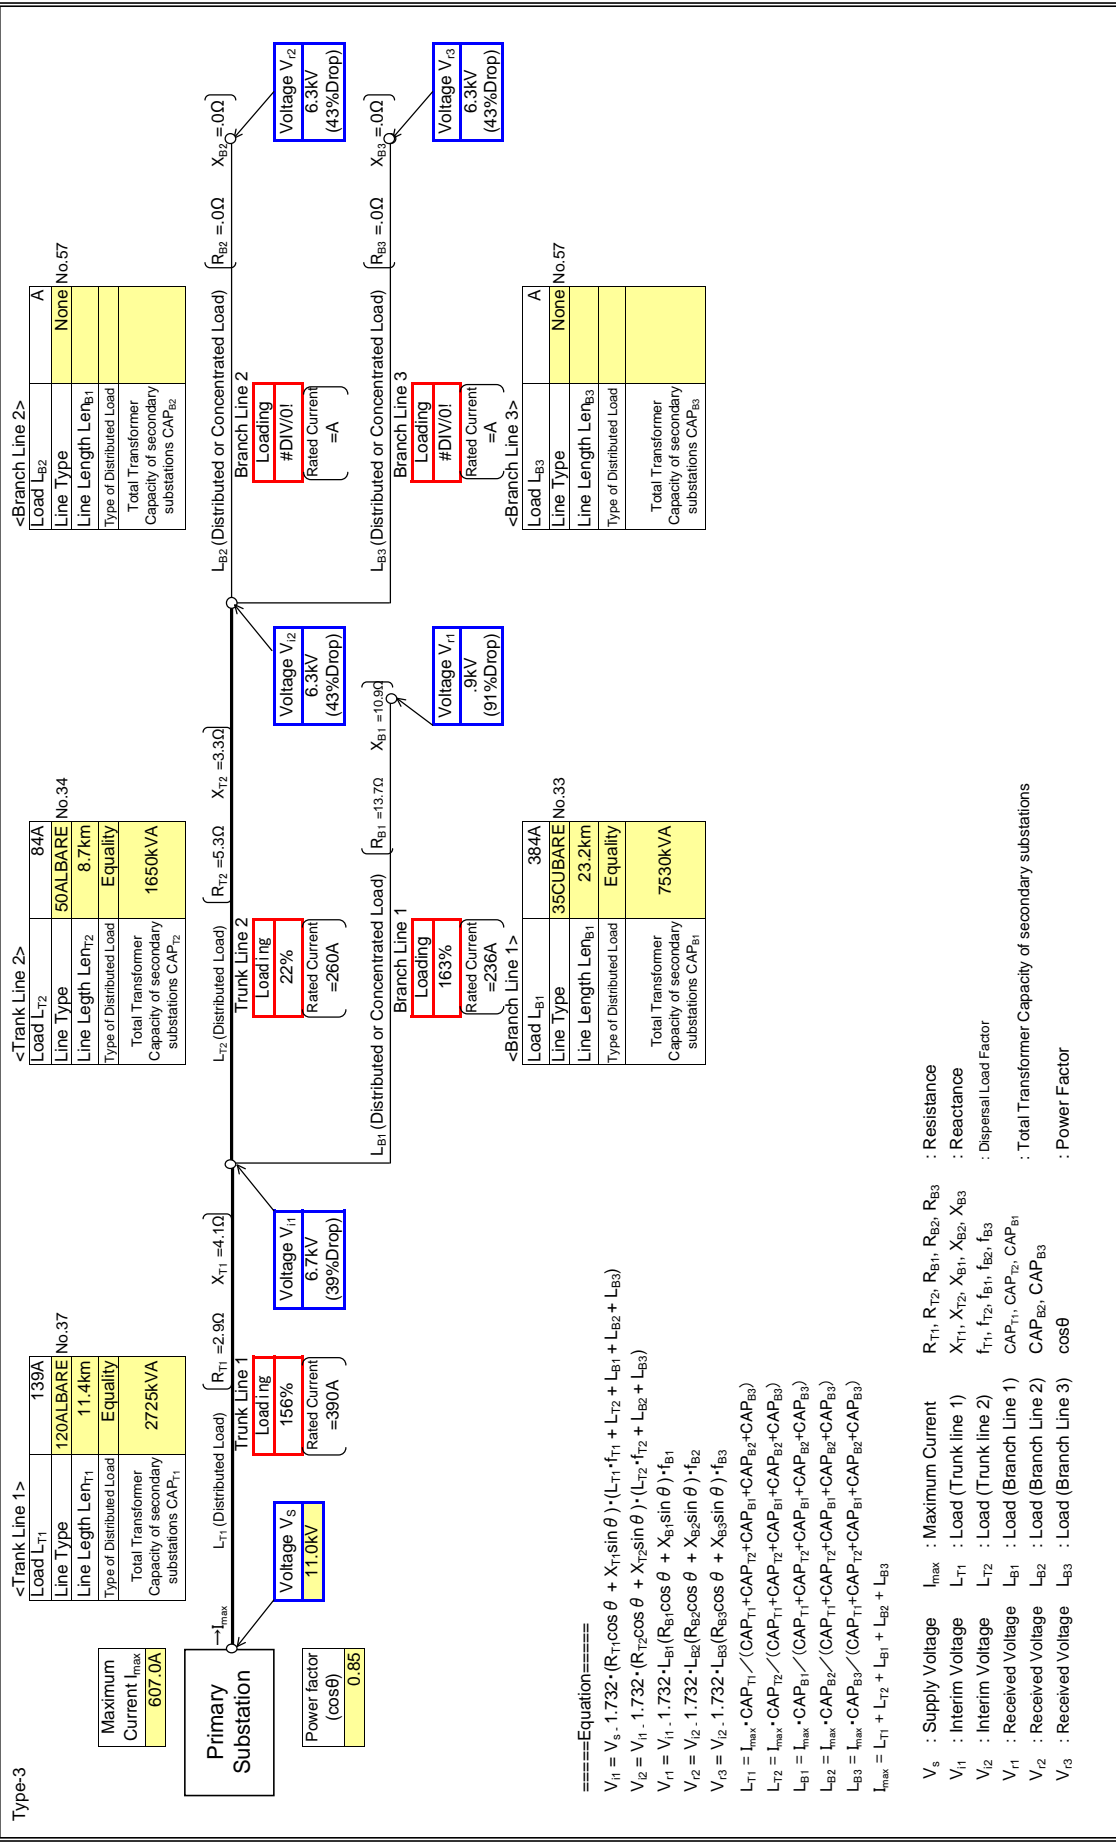 Type-3
Maximum
Current Imax
607.0A
Primary
Substation
Power factor
(cosθ)
0.85
→Imax
Voltage VS
11.0kV
<Trank Line 1>
Load LT1 139A
Line Type 120ALBARE No.37
Line Legth LenT1 11.4km
Type of Distributed Load Equality
Total Transformer
Capacity of secondary
substations CAPT1
2725kVA
LT1 (Distributed Load)
RT1 =2.9Ω XT1 =4.1Ω
Trunk Line 1
Loading
156%
Rated Current
=390A
Voltage Vi1
6.7kV
(39%Drop)
<Trank Line 2>
Load LT2 84A
Line Type 50ALBARE No.34
Line Legth LenT2 8.7km
Type of Distributed Load Equality
Total Transformer
Capacity of secondary
substations CAPT2
1650kVA
LT2 (Distributed Load)
RT2 =5.3Ω XT2 =3.3Ω
Trunk Line 2
Loading
22%
Rated Current
=260A
Voltage Vi2
6.3kV
(43%Drop)
LB1 (Distributed or Concentrated Load)
RB1 =13.7Ω XB1 =10.9Ω
Branch Line 1
Loading
163%
Rated Current
=236A
Voltage Vr1
.9kV
(91%Drop)
<Branch Line 1>
Load LB1 384A
Line Type 35CUBARE No.33
Line Length LenB1 23.2km
Type of Distributed Load Equality
Total Transformer
Capacity of secondary
substations CAPB1
7530kVA
<Branch Line 2>
Load LB2 A
Line Type None No.57
Line Length LenB1
Type of Distributed Load
Total Transformer
Capacity of secondary
substations CAPB2
LB2 (Distributed or Concentrated Load)
RB2 =.0Ω XB2 =.0Ω
Branch Line 2
Loading
#DIV/0!
Rated Current
=A
Voltage Vr2
6.3kV
(43%Drop)
LB3 (Distributed or Concentrated Load)
RB3 =.0Ω XB3 =.0Ω
Branch Line 3
Loading
#DIV/0!
Rated Current
=A
Voltage Vr3
6.3kV
(43%Drop)
<Branch Line 3>
Load LB3 A
Line Type None No.57
Line Length LenB3
Type of Distributed Load
Total Transformer
Capacity of secondary
substations CAPB3
=====Equation=====
Vi1 = Vs - 1.732・(RT1cos θ + XT1sin θ)・(LT1・fT1 + LT2 + LB1 + LB2 + LB3)
Vi2 = Vi1 - 1.732・(RT2cos θ + XT2sin θ)・(LT2・fT2 + LB2 + LB3)
Vr1 = Vi1 - 1.732・LB1(RB1cos θ + XB1sin θ)・fB1
Vr2 = Vi2 - 1.732・LB2(RB2cos θ + XB2sin θ)・fB2
Vr3 = Vi2 - 1.732・LB3(RB3cos θ + XB3sin θ)・fB3
LT1 = Imax・CAPT1／(CAPT1+CAPT2+CAPB1+CAPB2+CAPB3)
LT2 = Imax・CAPT2／(CAPT1+CAPT2+CAPB1+CAPB2+CAPB3)
LB1 = Imax・CAPB1／(CAPT1+CAPT2+CAPB1+CAPB2+CAPB3)
LB2 = Imax・CAPB2／(CAPT1+CAPT2+CAPB1+CAPB2+CAPB3)
LB3 = Imax・CAPB3／(CAPT1+CAPT2+CAPB1+CAPB2+CAPB3)
Imax = LT1 + LT2 + LB1 + LB2 + LB3
Vs : Supply Voltage Imax : Maximum Current RT1, RT2, RB1, RB2, RB3 : Resistance
Vi1 : Interim Voltage LT1 : Load (Trunk line 1) XT1, XT2, XB1, XB2, XB3 : Reactance
Vi2 : Interim Voltage LT2 : Load (Trunk line 2) fT1, fT2, fB1, fB2, fB3 : Dispersal Load Factor
Vr1 : Received Voltage LB1 : Load (Branch Line 1) CAPT1, CAPT2, CAPB1
Vr2 : Received Voltage LB2 : Load (Branch Line 2) CAPB2, CAPB3 : Total Transformer Capacity of secondary substations
Vr3 : Received Voltage LB3 : Load (Branch Line 3) cosθ : Power Factor